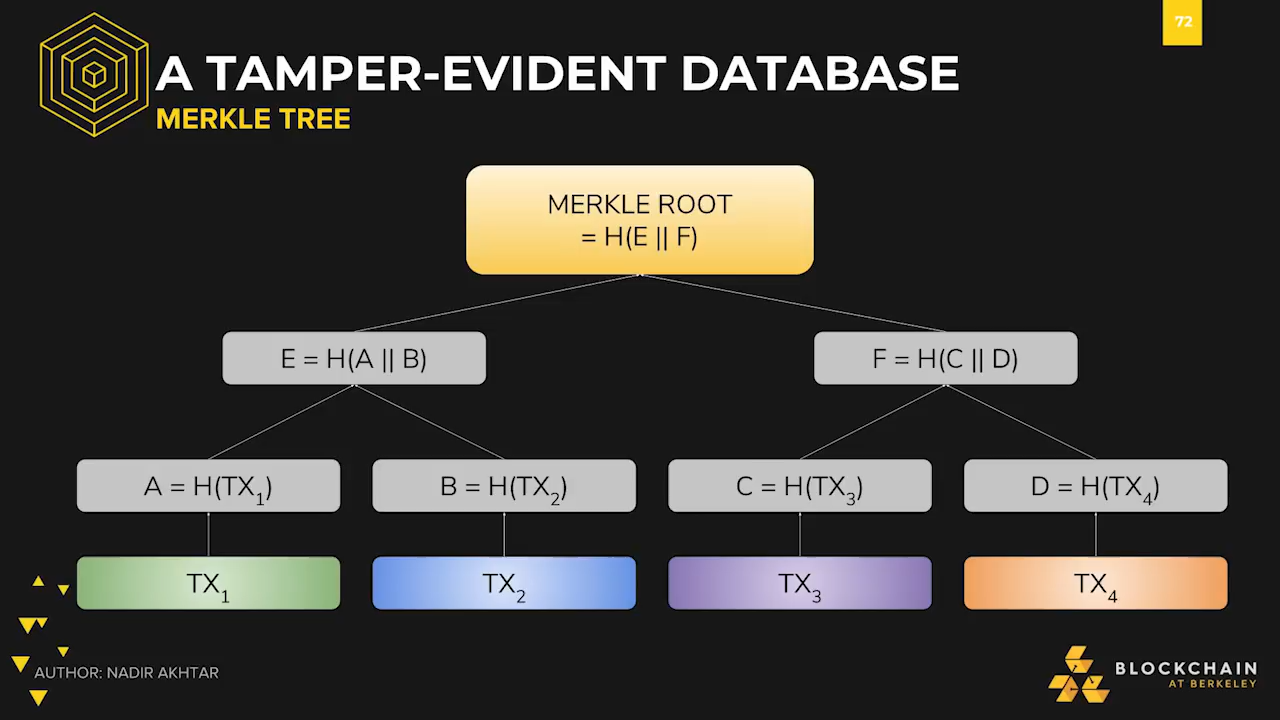 72
A TAMPER-EVIDENT DATABASE
MERKLE TREE
MERKLE ROOT
= H(E || F)
E = H(A || B)
F = H(C || D)
A = H(TX₁)
B = H(TX₂)
C = H(TX₃)
D = H(TX₄)
TX₁
TX₂
TX₃
TX₄
AUTHOR: NADIR AKHTAR
BLOCKCHAIN
AT BERKELEY